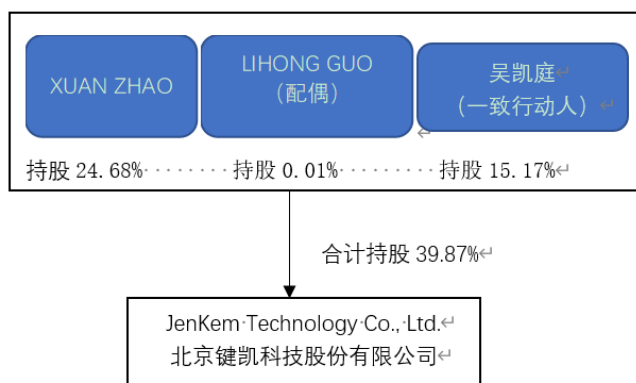 XUAN ZHAO
LIHONG GUO
（配偶）
吴凯庭
（一致行动人）
持股 24.68%········ 持股 0.01%········· 持股 15.17%
合计持股 39.87%
JenKem·Technology·Co.,·Ltd.
北京键凯科技股份有限公司